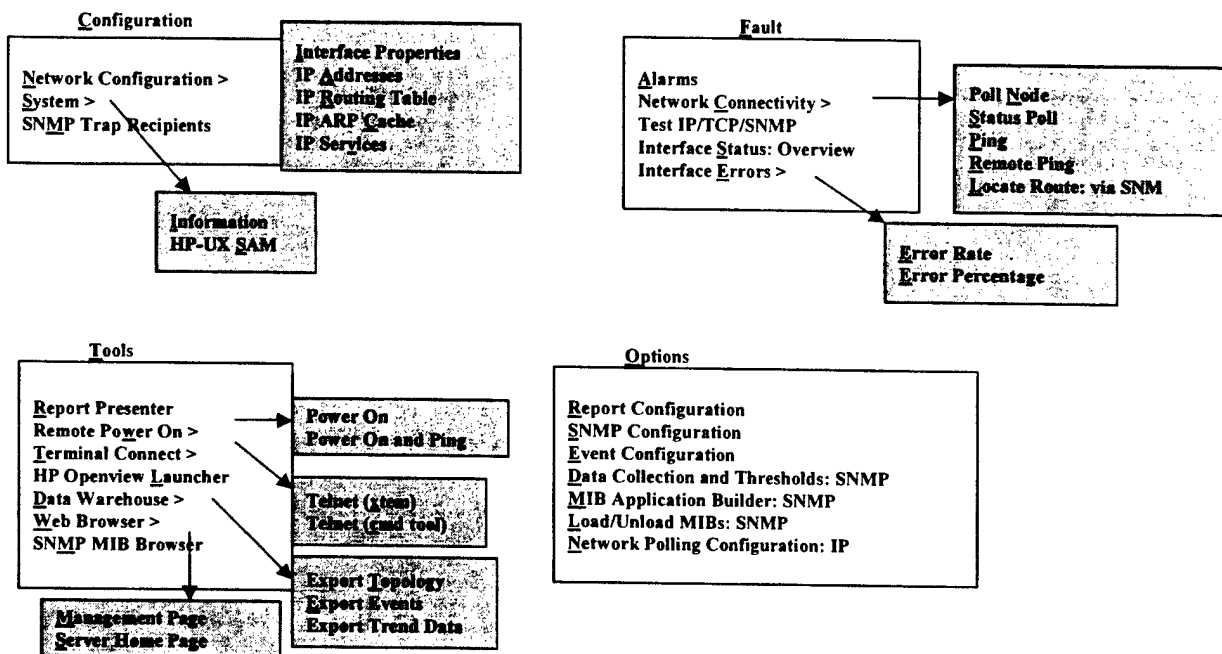 Configuration
Network Configuration >
System >
SNMP Trap Recipients
Interface Properties
IP Addresses
IP Routing Table
IP ARP Cache
IP Services
Information
HP-UX SAM
Fault
Alarms
Network Connectivity >
Test IP/TCP/SNMP
Interface Status: Overview
Interface Errors >
Poll Node
Status Poll
Ping
Remote Ping
Locate Route: via SNM
Error Rate
Error Percentage
Tools
Report Presenter
Remote Power On >
Terminal Connect >
HP Openview Launcher
Data Warehouse >
Web Browser >
SNMP MIB Browser
Power On
Power On and Ping
Telnet (xtem)
Telnet (cmd tool)
Export Topology
Export Events
Export Trend Data
Management Page
Server Home Page
Options
Report Configuration
SNMP Configuration
Event Configuration
Data Collection and Thresholds: SNMP
MIB Application Builder: SNMP
Load/Unload MIBs: SNMP
Network Polling Configuration: IP